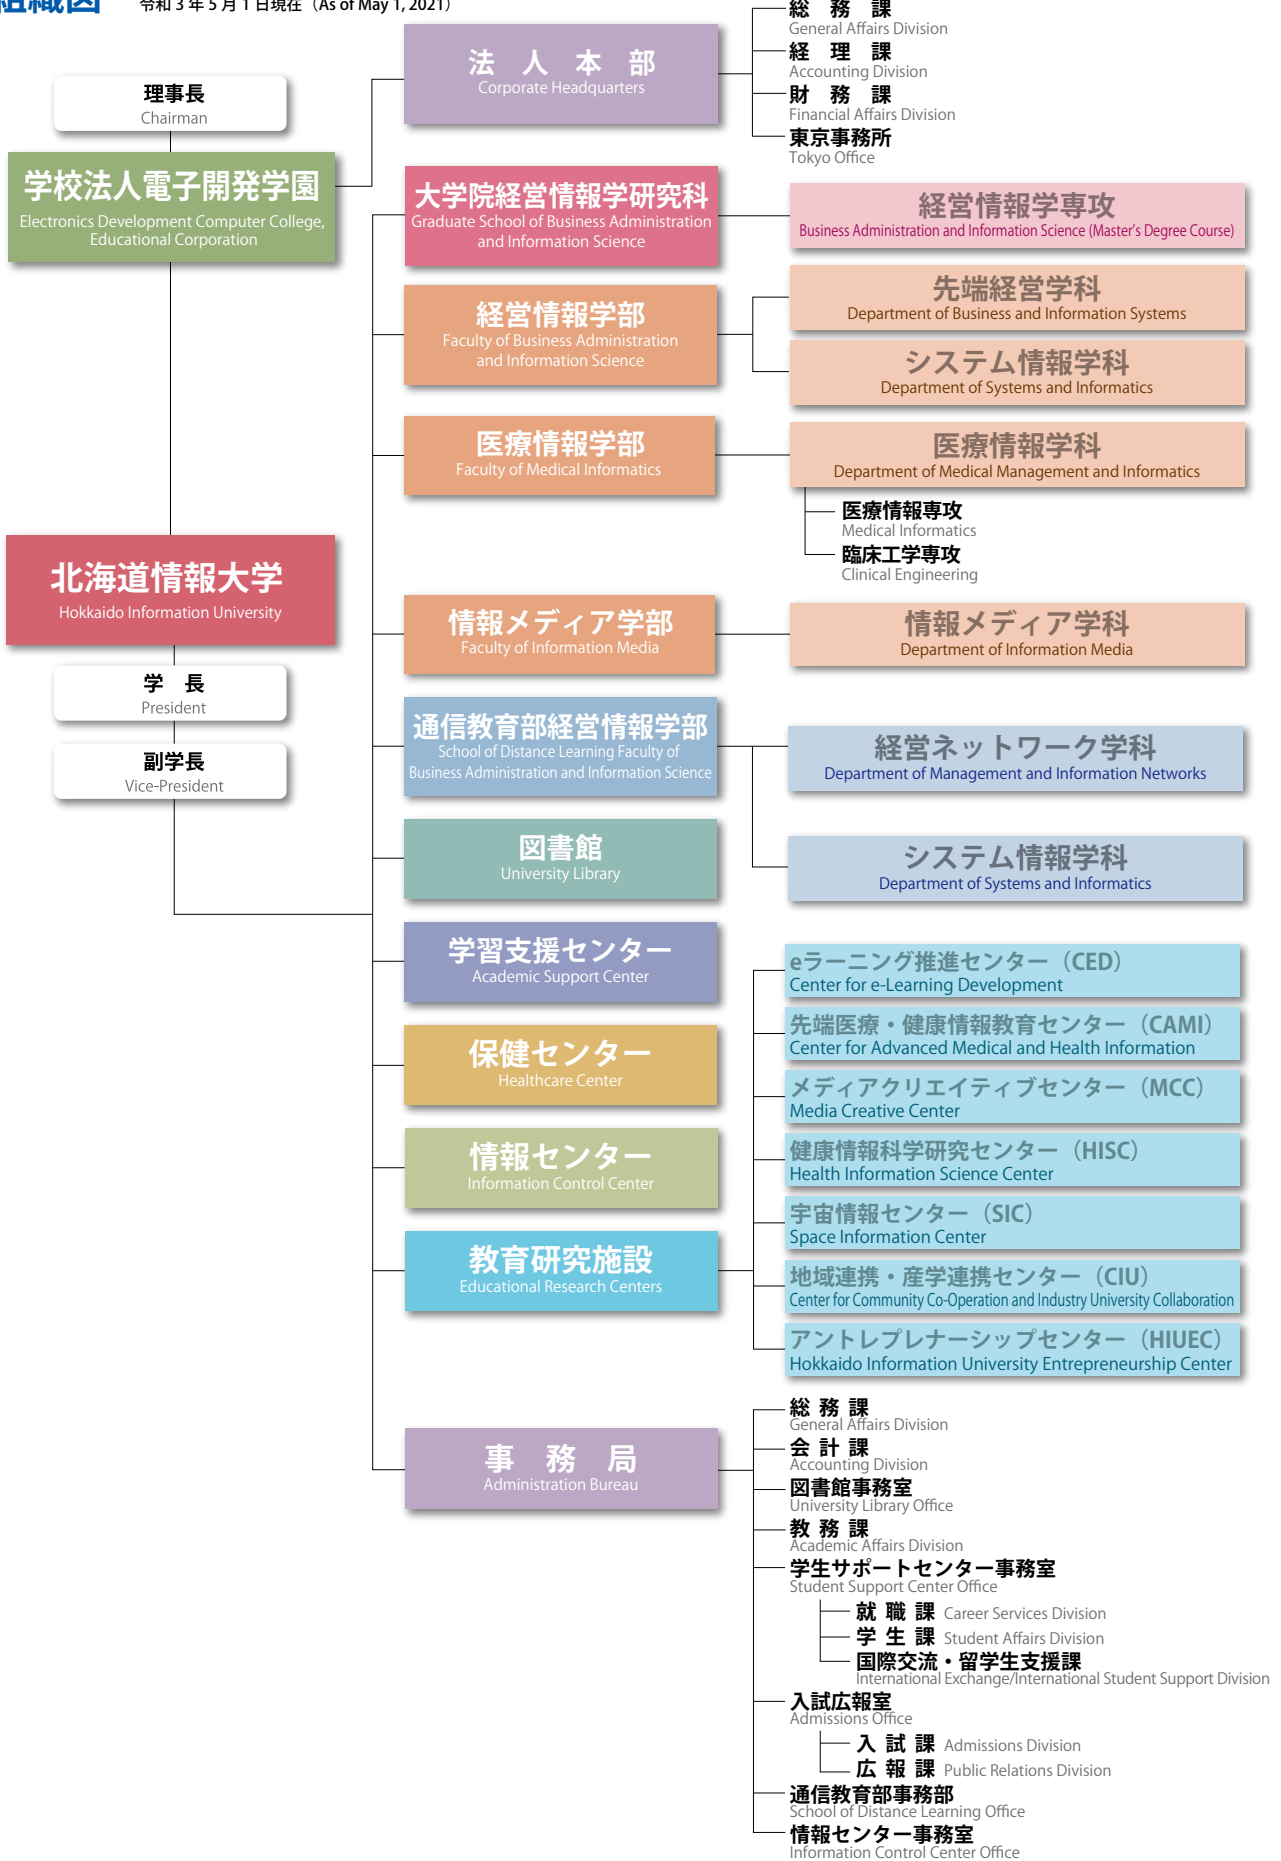 組織図 令和 3 年 5 月 1 日現在（As of May 1, 2021）
理事長
Chairman
学校法人電子開発学園
Electronics Development Computer College,
Educational Corporation
北海道情報大学
Hokkaido Information University
学 長
President
副学長
Vice-President
法 人 本 部
Corporate Headquarters
総 務 課
General Affairs Division
経 理 課
Accounting Division
財 務 課
Financial Affairs Division
東京事務所
Tokyo Office
大学院経営情報学研究科
Graduate School of Business Administration
and Information Science
経営情報学専攻
Business Administration and Information Science (Master's Degree Course)
経営情報学部
Faculty of Business Administration
and Information Science
先端経営学科
Department of Business and Information Systems
システム情報学科
Department of Systems and Informatics
医療情報学部
Faculty of Medical Informatics
医療情報学科
Department of Medical Management and Informatics
医療情報専攻
Medical Informatics
臨床工学専攻
Clinical Engineering
情報メディア学部
Faculty of Information Media
情報メディア学科
Department of Information Media
通信教育部経営情報学部
School of Distance Learning Faculty of
Business Administration and Information Science
経営ネットワーク学科
Department of Management and Information Networks
システム情報学科
Department of Systems and Informatics
図書館
University Library
学習支援センター
Academic Support Center
保健センター
Healthcare Center
情報センター
Information Control Center
教育研究施設
Educational Research Centers
eラーニング推進センター（CED）
Center for e-Learning Development
先端医療・健康情報教育センター（CAMI）
Center for Advanced Medical and Health Information
メディアクリエイティブセンター（MCC）
Media Creative Center
健康情報科学研究センター（HISC）
Health Information Science Center
宇宙情報センター（SIC）
Space Information Center
地域連携・産学連携センター（CIU）
Center for Community Co-Operation and Industry University Collaboration
アントレプレナーシップセンター（HIUEC）
Hokkaido Information University Entrepreneurship Center
事 務 局
Administration Bureau
総 務 課
General Affairs Division
会 計 課
Accounting Division
図書館事務室
University Library Office
教 務 課
Academic Affairs Division
学生サポートセンター事務室
Student Support Center Office
就 職 課 Career Services Division
学 生 課 Student Affairs Division
国際交流・留学生支援課
International Exchange/International Student Support Division
入試広報室
Admissions Office
入 試 課 Admissions Division
広 報 課 Public Relations Division
通信教育部事務部
School of Distance Learning Office
情報センター事務室
Information Control Center Office